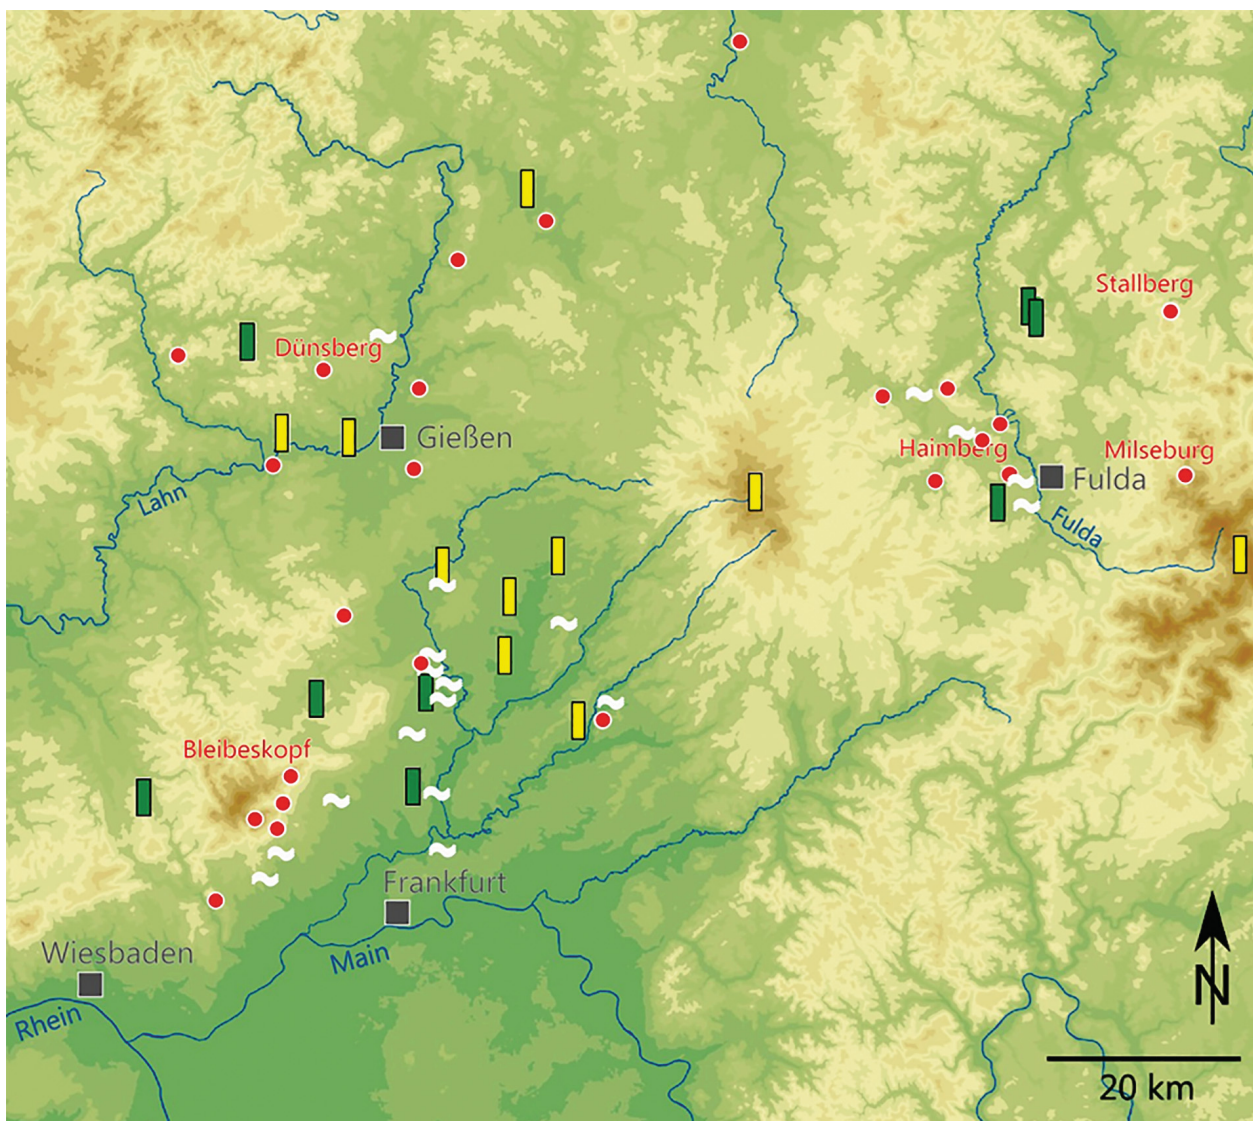 Stallberg
Dünsberg
Gießen
Haimberg
Milseburg
Fulda
Lahn
Fulda
Bleibeskopf
Frankfurt
Wiesbaden
Main
N
Rhein
20 km